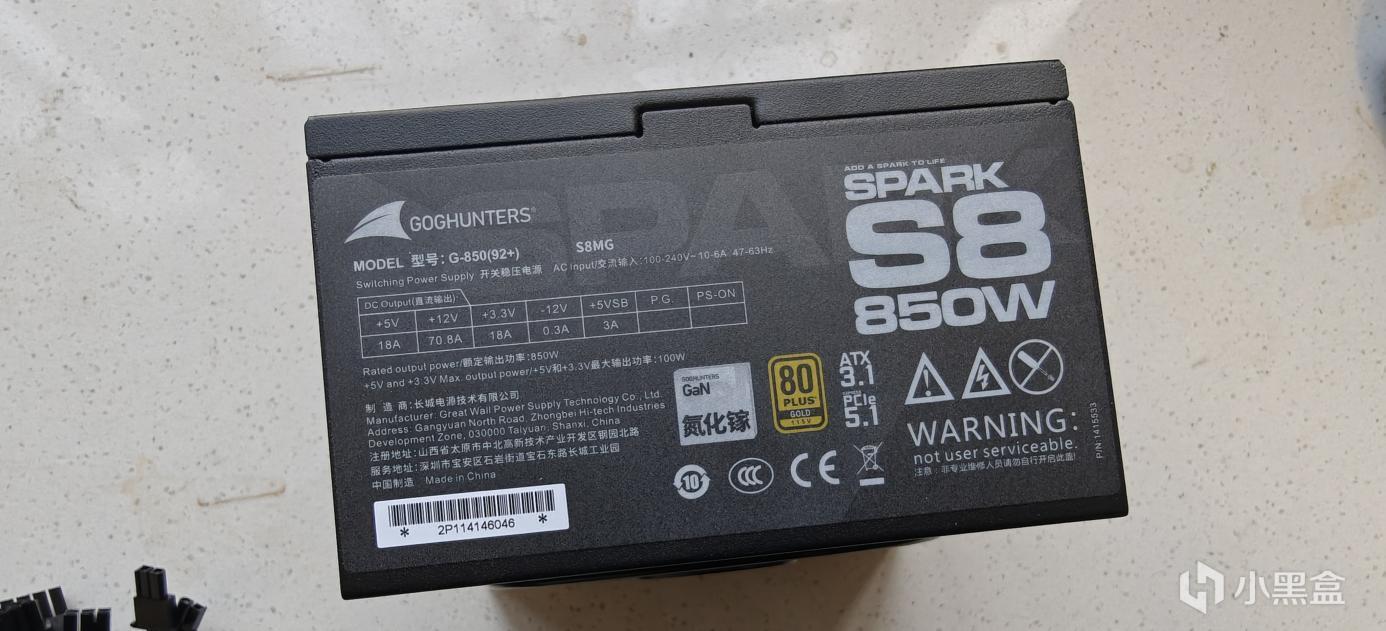 ADD A SPARK TO LIFE
SPARK
S8
850W
SPARK
GOGHUNTERS®
MODEL 型号: G-850(92+) S8MG
Switching Power Supply 开关稳压电源 AC Input/交流输入:100-240V~10-6A 47-63Hz
DC Output(直流输出):
+5V +12V +3.3V -12V +5VSB P.G. PS-ON
18A 70.8A 18A 0.3A 3A
Rated output power/额定输出功率:850W
+5V and +3.3V Max. output power/+5V和+3.3V最大输出功率:100W
制 造 商:长城电源技术有限公司
Manufacturer: Great Wall Power Supply Technology Co., Ltd.
Address: Gangyuan North Road, Zhongbei Hi-tech Industries
Development Zone, 030000 Taiyuan, Shanxi, China
注册地址:山西省太原市中北高新技术产业开发区钢园北路
服务地址:深圳市宝安区石岩街道宝石东路长城工业园
中国制造 Made in China
* 2P114146046 *
GOGHUNTERS
GaN
氮化镓
80
PLUS
GOLD
115V
ATX
3.1
PCIe
5.1
10
CCC
CE
WARNING:
not user serviceable.
注意:非专业维修人员请勿自行开启此盖!
P/N:1415533
小黑盒